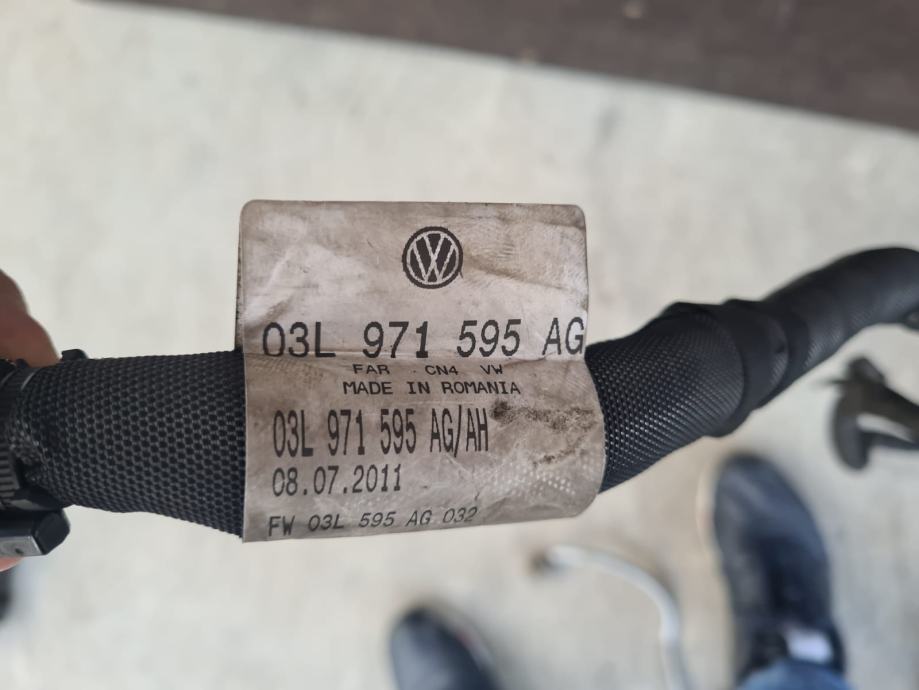 VW
03L 971 595 AG
FAR CN4 VW
MADE IN ROMANIA
03L 971 595 AG/AH
08.07.2011
FW 03L 595 AG 032